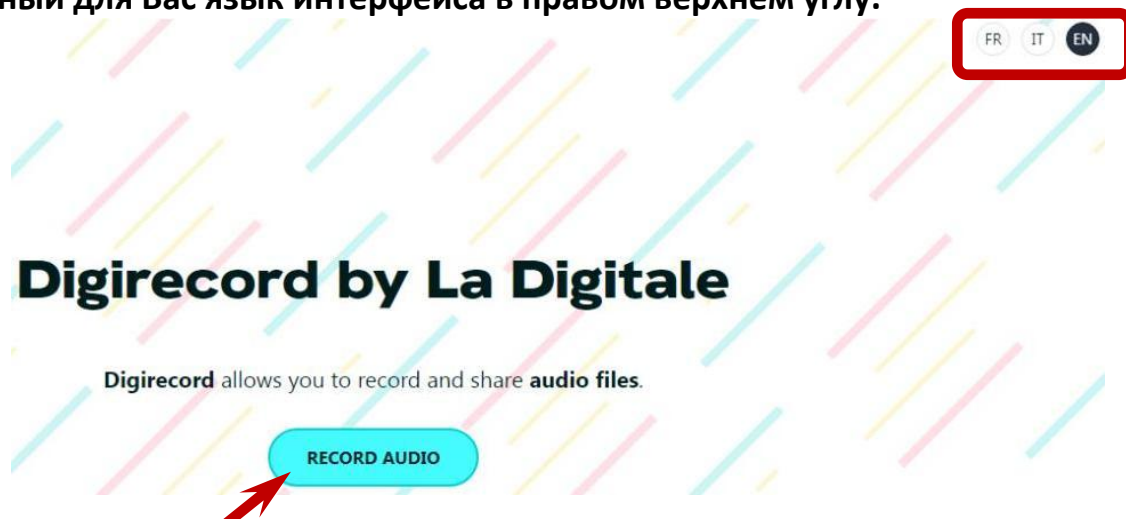 ный для Вас язык интерфейса в правом верхнем углу.
FR IT EN
Digirecord by La Digitale
Digirecord allows you to record and share audio files.
RECORD AUDIO